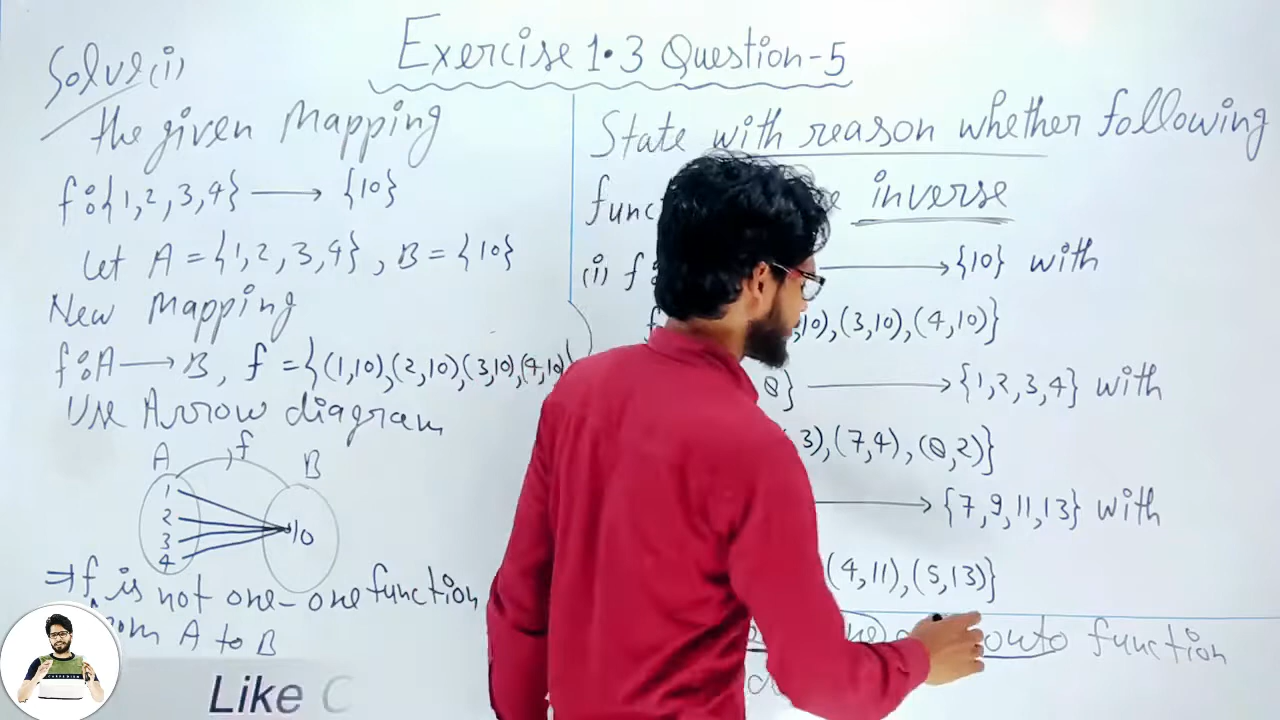 Exercise 1.3 Question-5
Solve(i)
the given Mapping
f:{1,2,3,4} ⟶ {10}
Let A = {1,2,3,4}, B = {10}
New Mapping
f:A ⟶ B, f = {(1,10),(2,10),(3,10),(4,10)}
Use Arrow diagram
f
A B
1
2
3
4
10
⇒ f is not one-one function
from A to B
State with reason whether following
func
inverse
(i) f: ⟶ {10} with
10),(3,10),(4,10)}
8} ⟶ {1,2,3,4} with
3),(7,4),(8,2)}
⟶ {7,9,11,13} with
(4,11),(5,13)}
onto function
Like